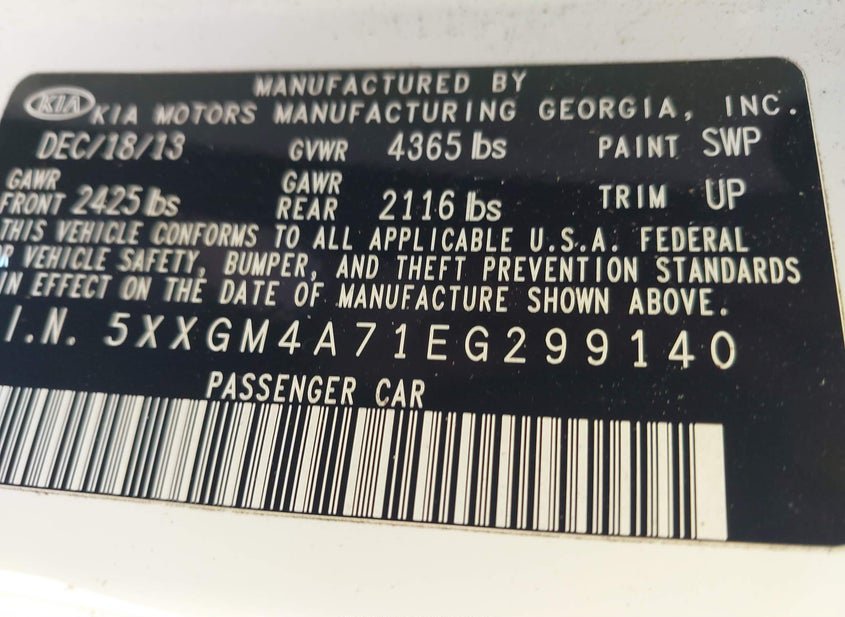 MANUFACTURED BY
KIA KIA MOTORS MANUFACTURING GEORGIA, INC.
DEC/18/13 GVWR 4365 lbs PAINT SWP
GAWR FRONT 2425 lbs GAWR REAR 2116 lbs TRIM UP
THIS VEHICLE CONFORMS TO ALL APPLICABLE U.S.A. FEDERAL
R VEHICLE SAFETY, BUMPER, AND THEFT PREVENTION STANDARDS
IN EFFECT ON THE DATE OF MANUFACTURE SHOWN ABOVE.
I.N. 5XXGM4A71EG299140
PASSENGER CAR